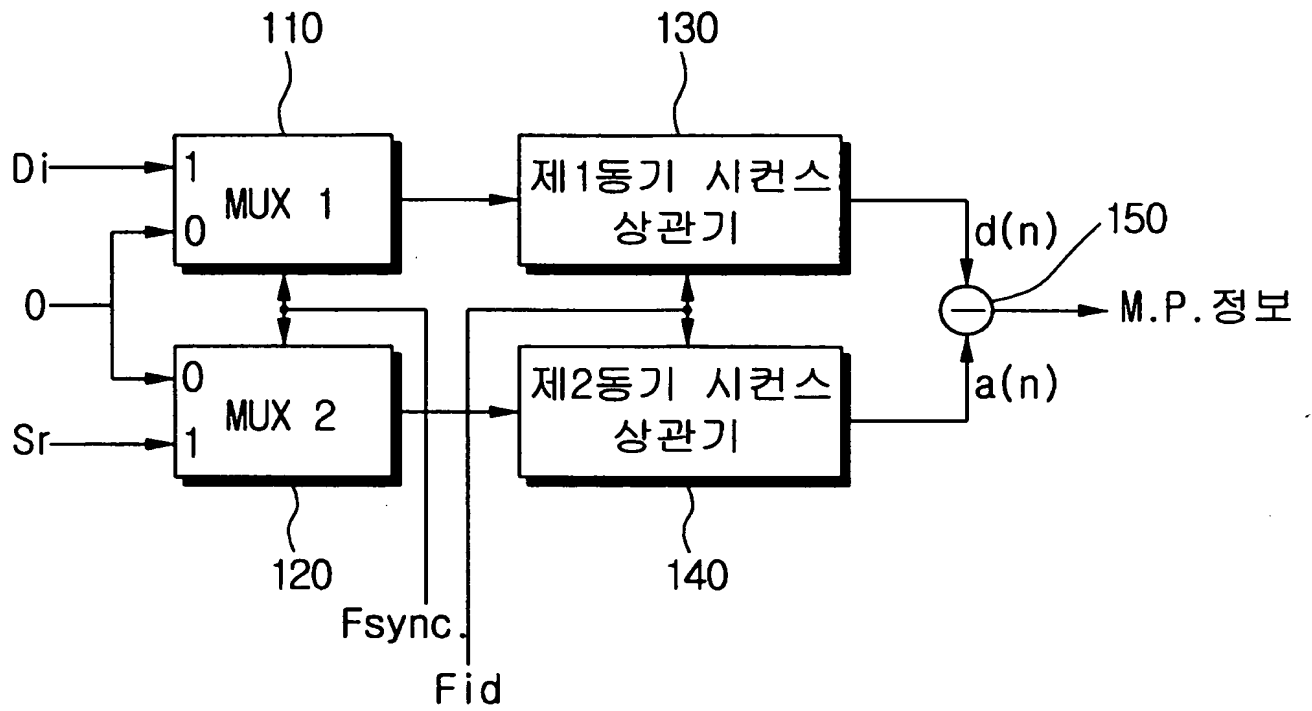 110
130
Di
1
MUX 1
0
제1동기 시컨스
상관기
d(n)
150
0
M.P.정보
0
MUX 2
1
Sr
제2동기 시컨스
상관기
a(n)
120
140
Fsync.
Fid